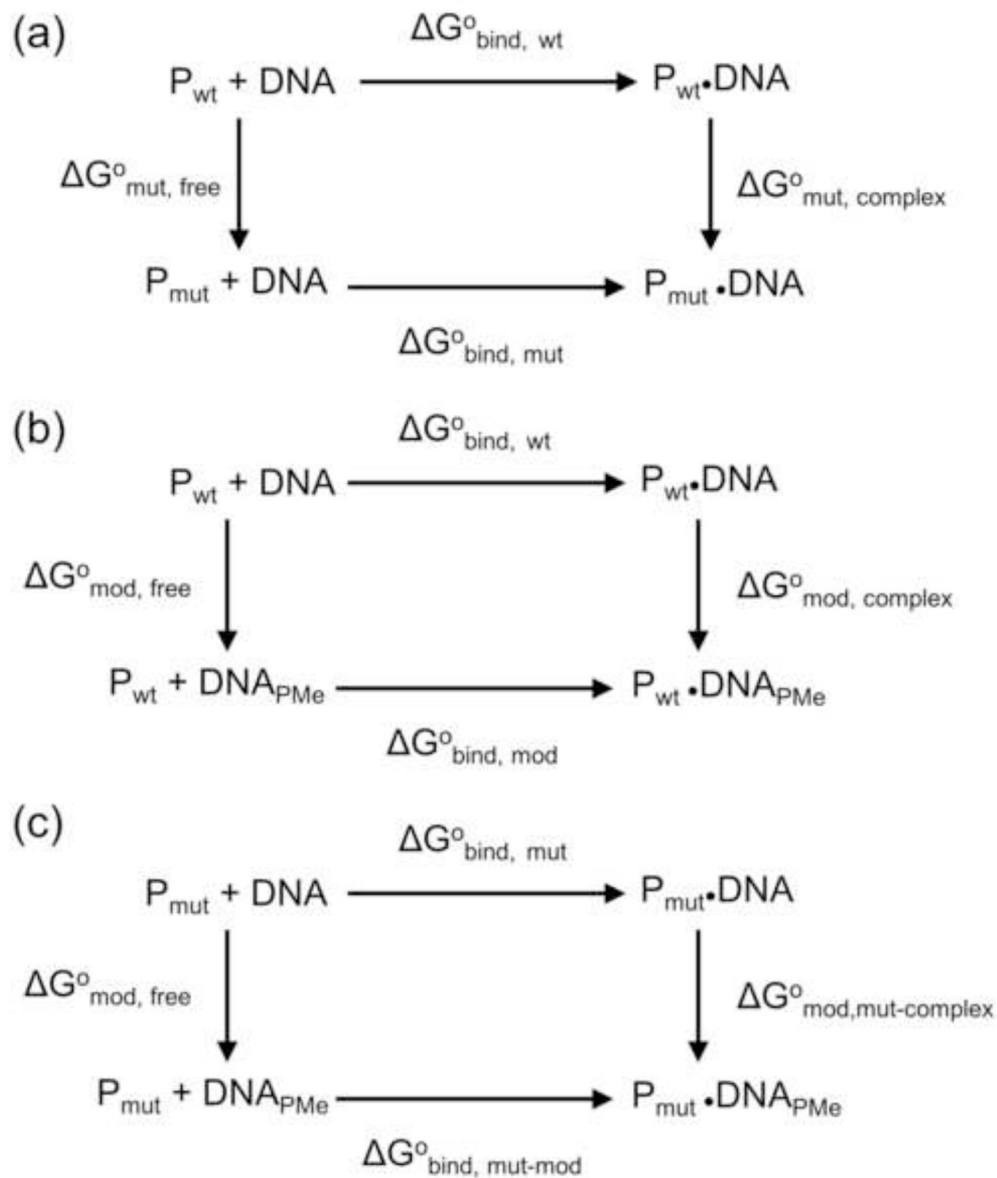 (a)
ΔG°bind, wt
Pwt + DNA Pwt•DNA
ΔG°mut, free ΔG°mut, complex
Pmut + DNA Pmut•DNA
ΔG°bind, mut
(b)
ΔG°bind, wt
Pwt + DNA Pwt•DNA
ΔG°mod, free ΔG°mod, complex
Pwt + DNAPMe Pwt•DNAPMe
ΔG°bind, mod
(c)
ΔG°bind, mut
Pmut + DNA Pmut•DNA
ΔG°mod, free ΔG°mod,mut-complex
Pmut + DNAPMe Pmut•DNAPMe
ΔG°bind, mut-mod